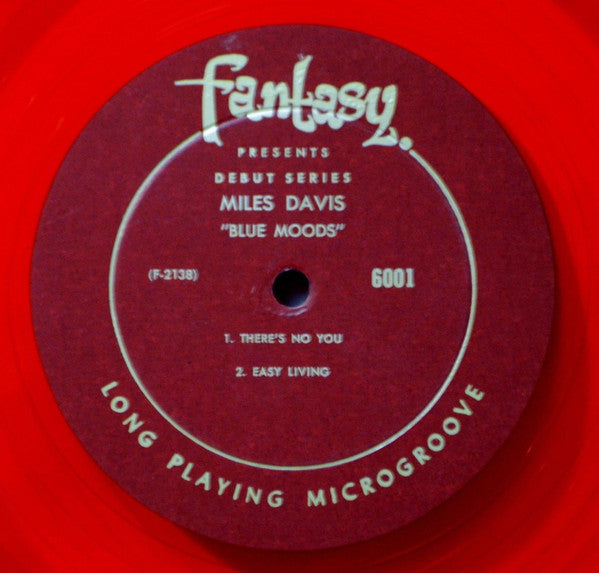 fantasy.
PRESENTS
DEBUT SERIES
MILES DAVIS
"BLUE MOODS"
(F-2138) 6001
1. THERE'S NO YOU
2. EASY LIVING
LONG PLAYING MICROGROOVE